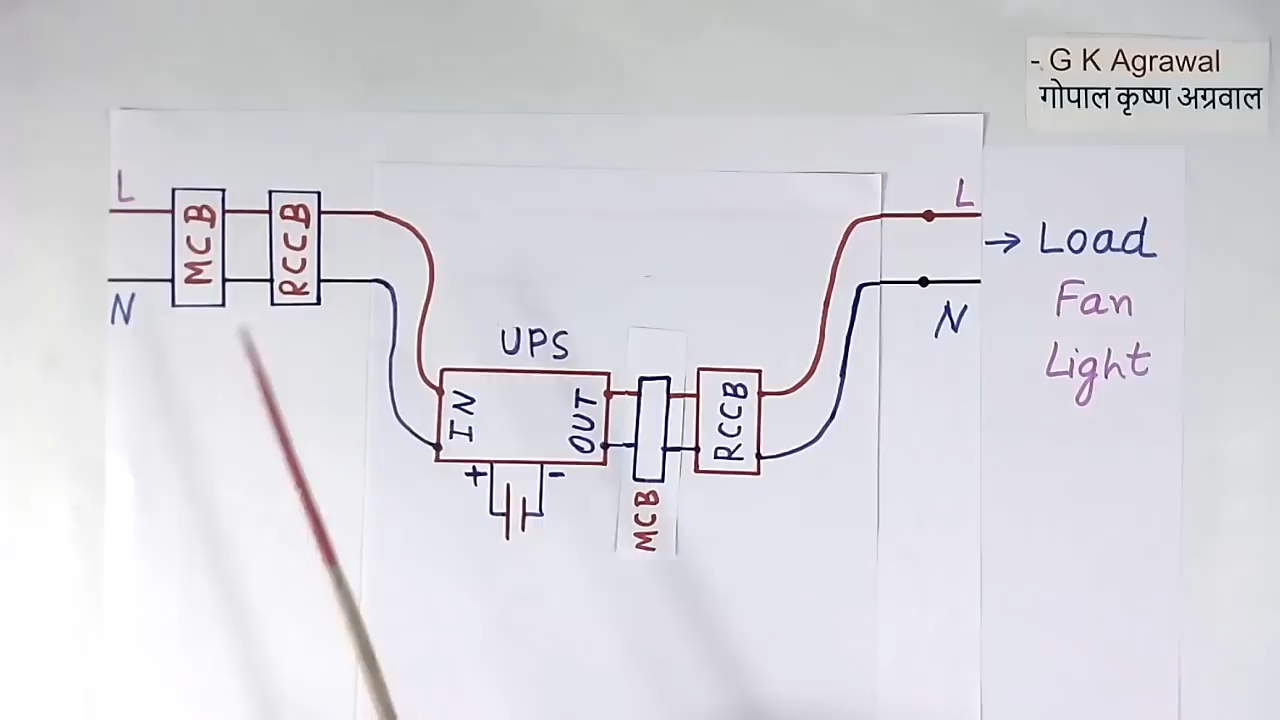 - G K Agrawal
गोपाल कृष्ण अग्रवाल
L
MCB
RCCB
N
UPS
IN
OUT
+
-
MCB
RCCB
L
N
→ Load
Fan
Light